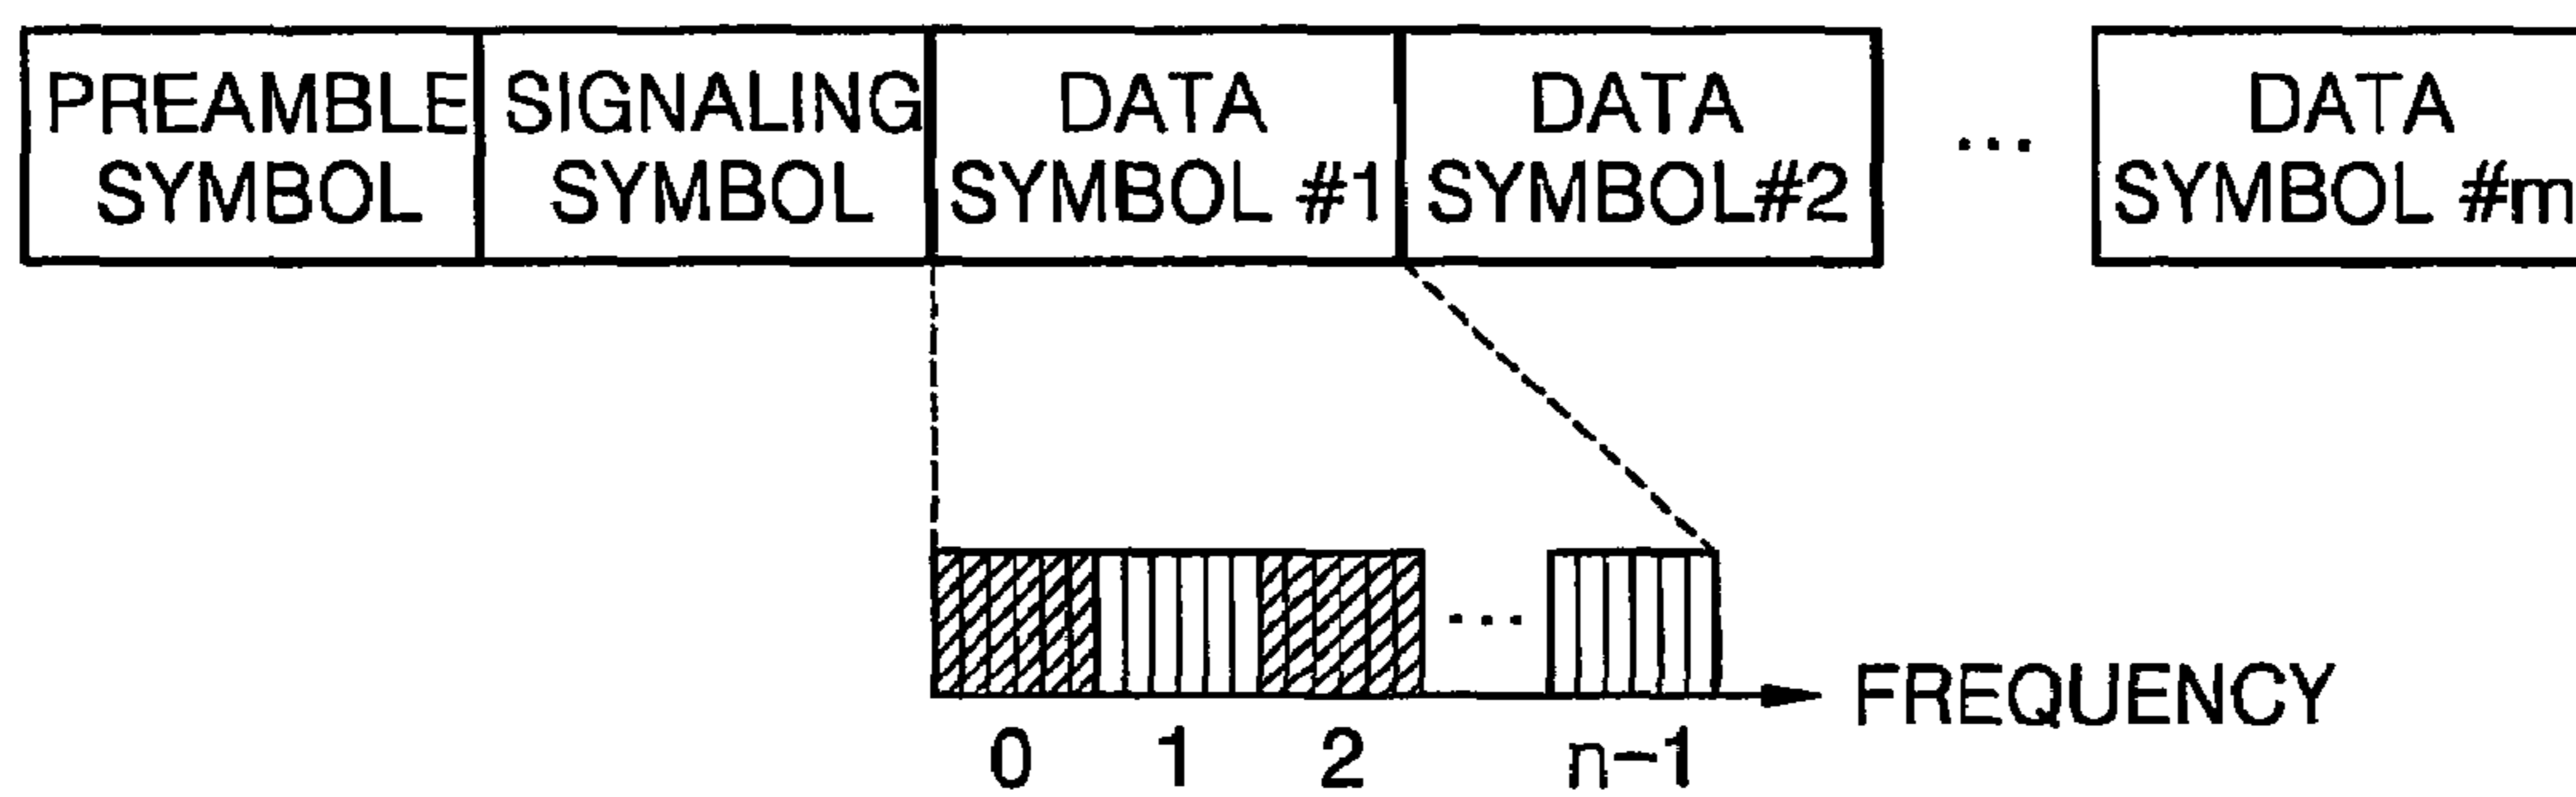 PREAMBLE SYMBOL
SIGNALING SYMBOL
DATA SYMBOL #1
DATA SYMBOL#2
...
DATA SYMBOL #m
...
FREQUENCY
0 1 2 n-1